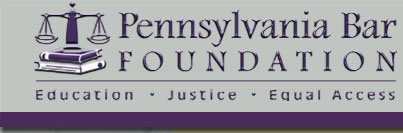 Pennsylvania Bar
FOUNDATION
Education · Justice · Equal Access